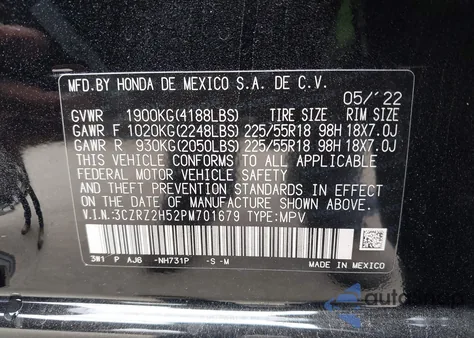 MFD.BY HONDA DE MEXICO S.A. DE C.V.
05/'22
GVWR 1900KG(4188LBS) TIRE SIZE RIM SIZE
GAWR F 1020KG(2248LBS) 225/55R18 98H 18X7.0J
GAWR R 930KG(2050LBS) 225/55R18 98H 18X7.0J
THIS VEHICLE CONFORMS TO ALL APPLICABLE
FEDERAL MOTOR VEHICLE SAFETY
AND THEFT PREVENTION STANDARDS IN EFFECT
ON THE DATE OF MANUFACTURE SHOWN ABOVE.
V.I.N:3CZRZ2H52PM701679 TYPE:MPV
3W1 P AJ6 -NH731P -S -M
MADE IN MEXICO